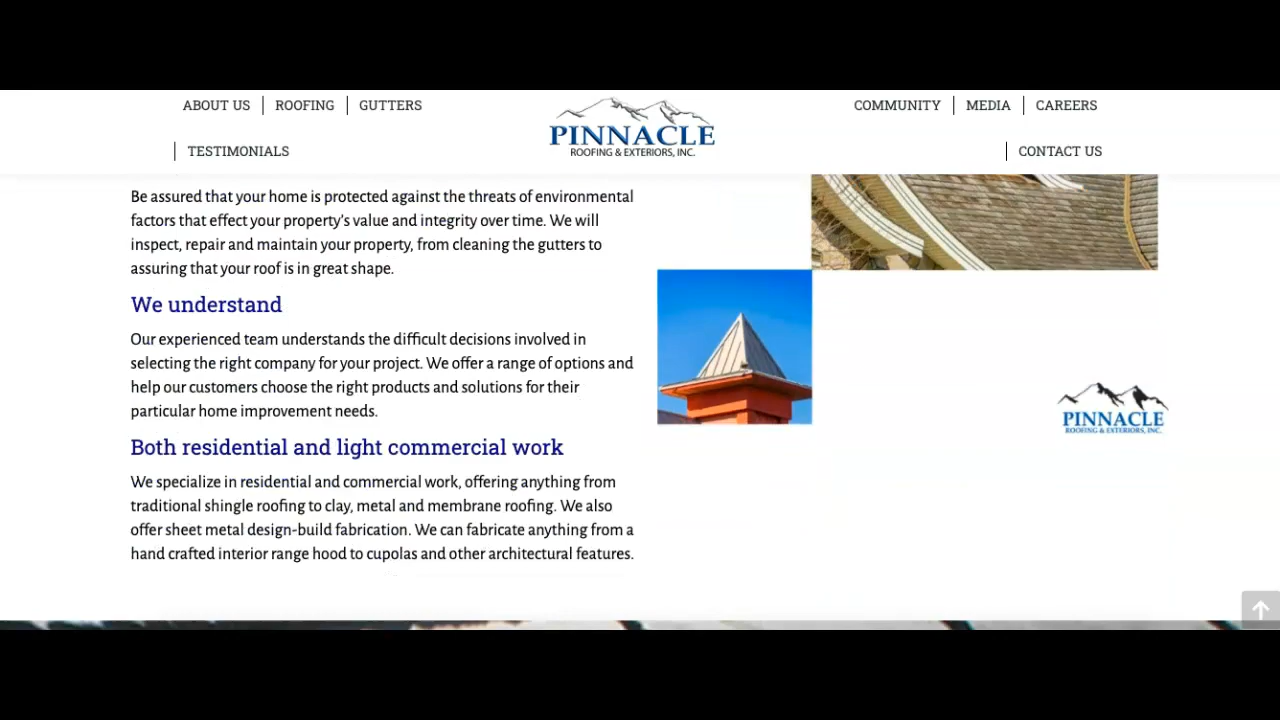 ABOUT US
ROOFING
GUTTERS
TESTIMONIALS
PINNACLE
ROOFING & EXTERIORS, INC.
COMMUNITY
MEDIA
CAREERS
CONTACT US
Be assured that your home is protected against the threats of environmental
factors that effect your property's value and integrity over time. We will
inspect, repair and maintain your property, from cleaning the gutters to
assuring that your roof is in great shape.
We understand
Our experienced team understands the difficult decisions involved in
selecting the right company for your project. We offer a range of options and
help our customers choose the right products and solutions for their
particular home improvement needs.
Both residential and light commercial work
We specialize in residential and commercial work, offering anything from
traditional shingle roofing to clay, metal and membrane roofing. We also
offer sheet metal design-build fabrication. We can fabricate anything from a
hand crafted interior range hood to cupolas and other architectural features.
PINNACLE
ROOFING & EXTERIORS, INC.